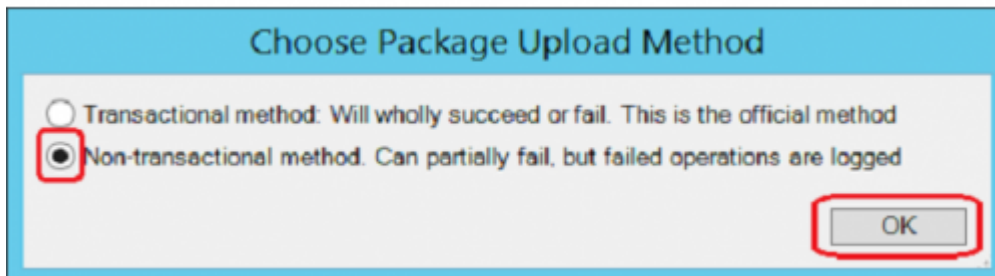 Choose Package Upload Method
Transactional method: Will wholly succeed or fail. This is the official method
Non-transactional method. Can partially fail, but failed operations are logged
OK